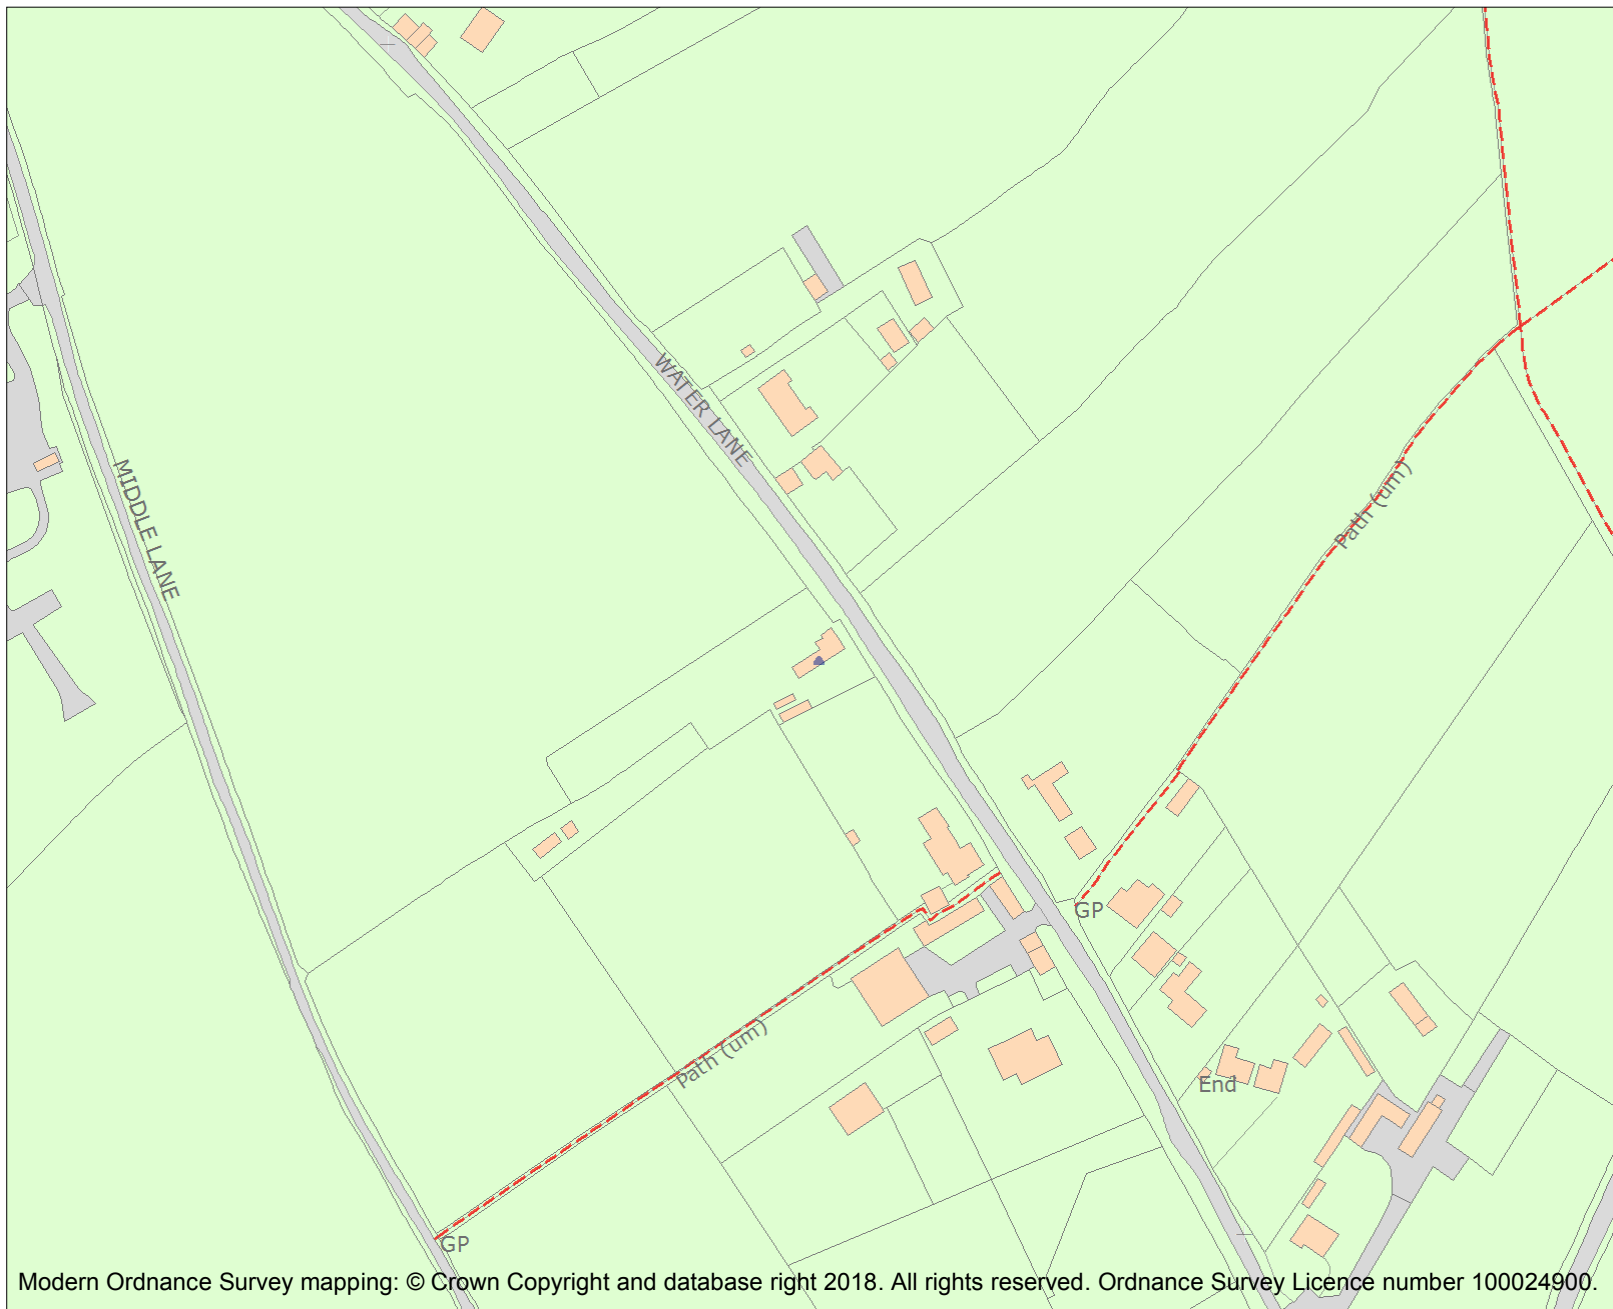 WATER LANE
MIDDLE LANE
Path (um)
GP
Path (um)
End
GP
Modern Ordnance Survey mapping: © Crown Copyright and database right 2018. All rights reserved. Ordnance Survey Licence number 100024900.